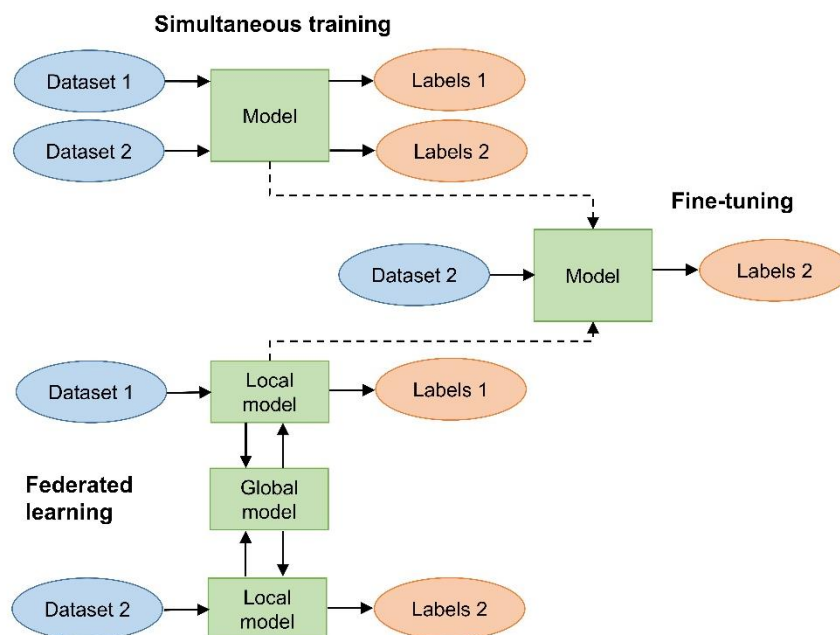 Simultaneous training
Dataset 1
Model
Labels 1
Dataset 2
Labels 2
Fine-tuning
Dataset 2
Model
Labels 2
Dataset 1
Local
model
Labels 1
Federated
learning
Global
model
Dataset 2
Local
model
Labels 2